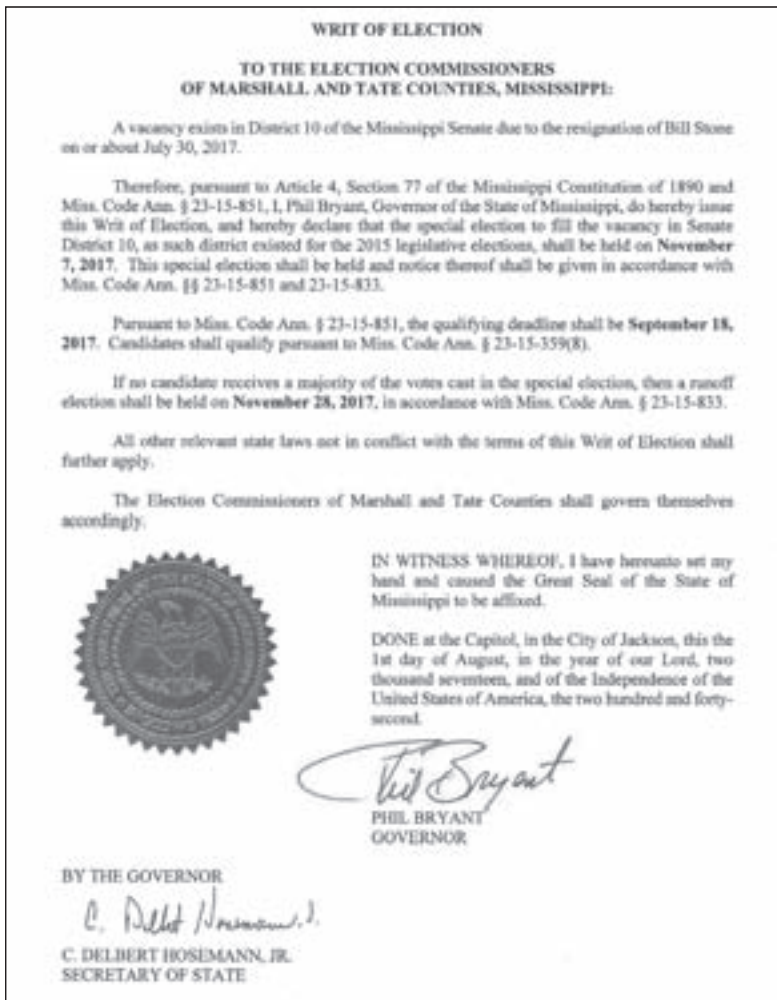 WRIT OF ELECTION
TO THE ELECTION COMMISSIONERS
OF MARSHALL AND TATE COUNTIES, MISSISSIPPI:
A vacancy exists in District 10 of the Mississippi Senate due to the resignation of Bill Stone
on or about July 30, 2017.
Therefore, pursuant to Article 4, Section 77 of the Mississippi Constitution of 1890 and
Miss. Code Ann. § 23-15-851, I, Phil Bryant, Governor of the State of Mississippi, do hereby issue
this Writ of Election, and hereby declare that the special election to fill the vacancy in Senate
District 10, as such district existed for the 2015 legislative elections, shall be held on November
7, 2017. This special election shall be held and notice thereof shall be given in accordance with
Miss. Code Ann. §§ 23-15-851 and 23-15-833.
Pursuant to Miss. Code Ann. § 23-15-851, the qualifying deadline shall be September 18,
2017. Candidates shall qualify pursuant to Miss. Code Ann. § 23-15-359(8).
If no candidate receives a majority of the votes cast in the special election, then a runoff
election shall be held on November 28, 2017, in accordance with Miss. Code Ann. § 23-15-833.
All other relevant state laws not in conflict with the terms of this Writ of Election shall
further apply.
The Election Commissioners of Marshall and Tate Counties shall govern themselves
accordingly.
IN WITNESS WHEREOF, I have hereunto set my
hand and caused the Great Seal of the State of
Mississippi to be affixed.
DONE at the Capitol, in the City of Jackson, this the
1st day of August, in the year of our Lord, two
thousand seventeen, and of the Independence of the
United States of America, the two hundred and forty-
second.
Phil Bryant
PHIL BRYANT
GOVERNOR
BY THE GOVERNOR
C. Delbert Hosemann, Jr.
C. DELBERT HOSEMANN, JR.
SECRETARY OF STATE